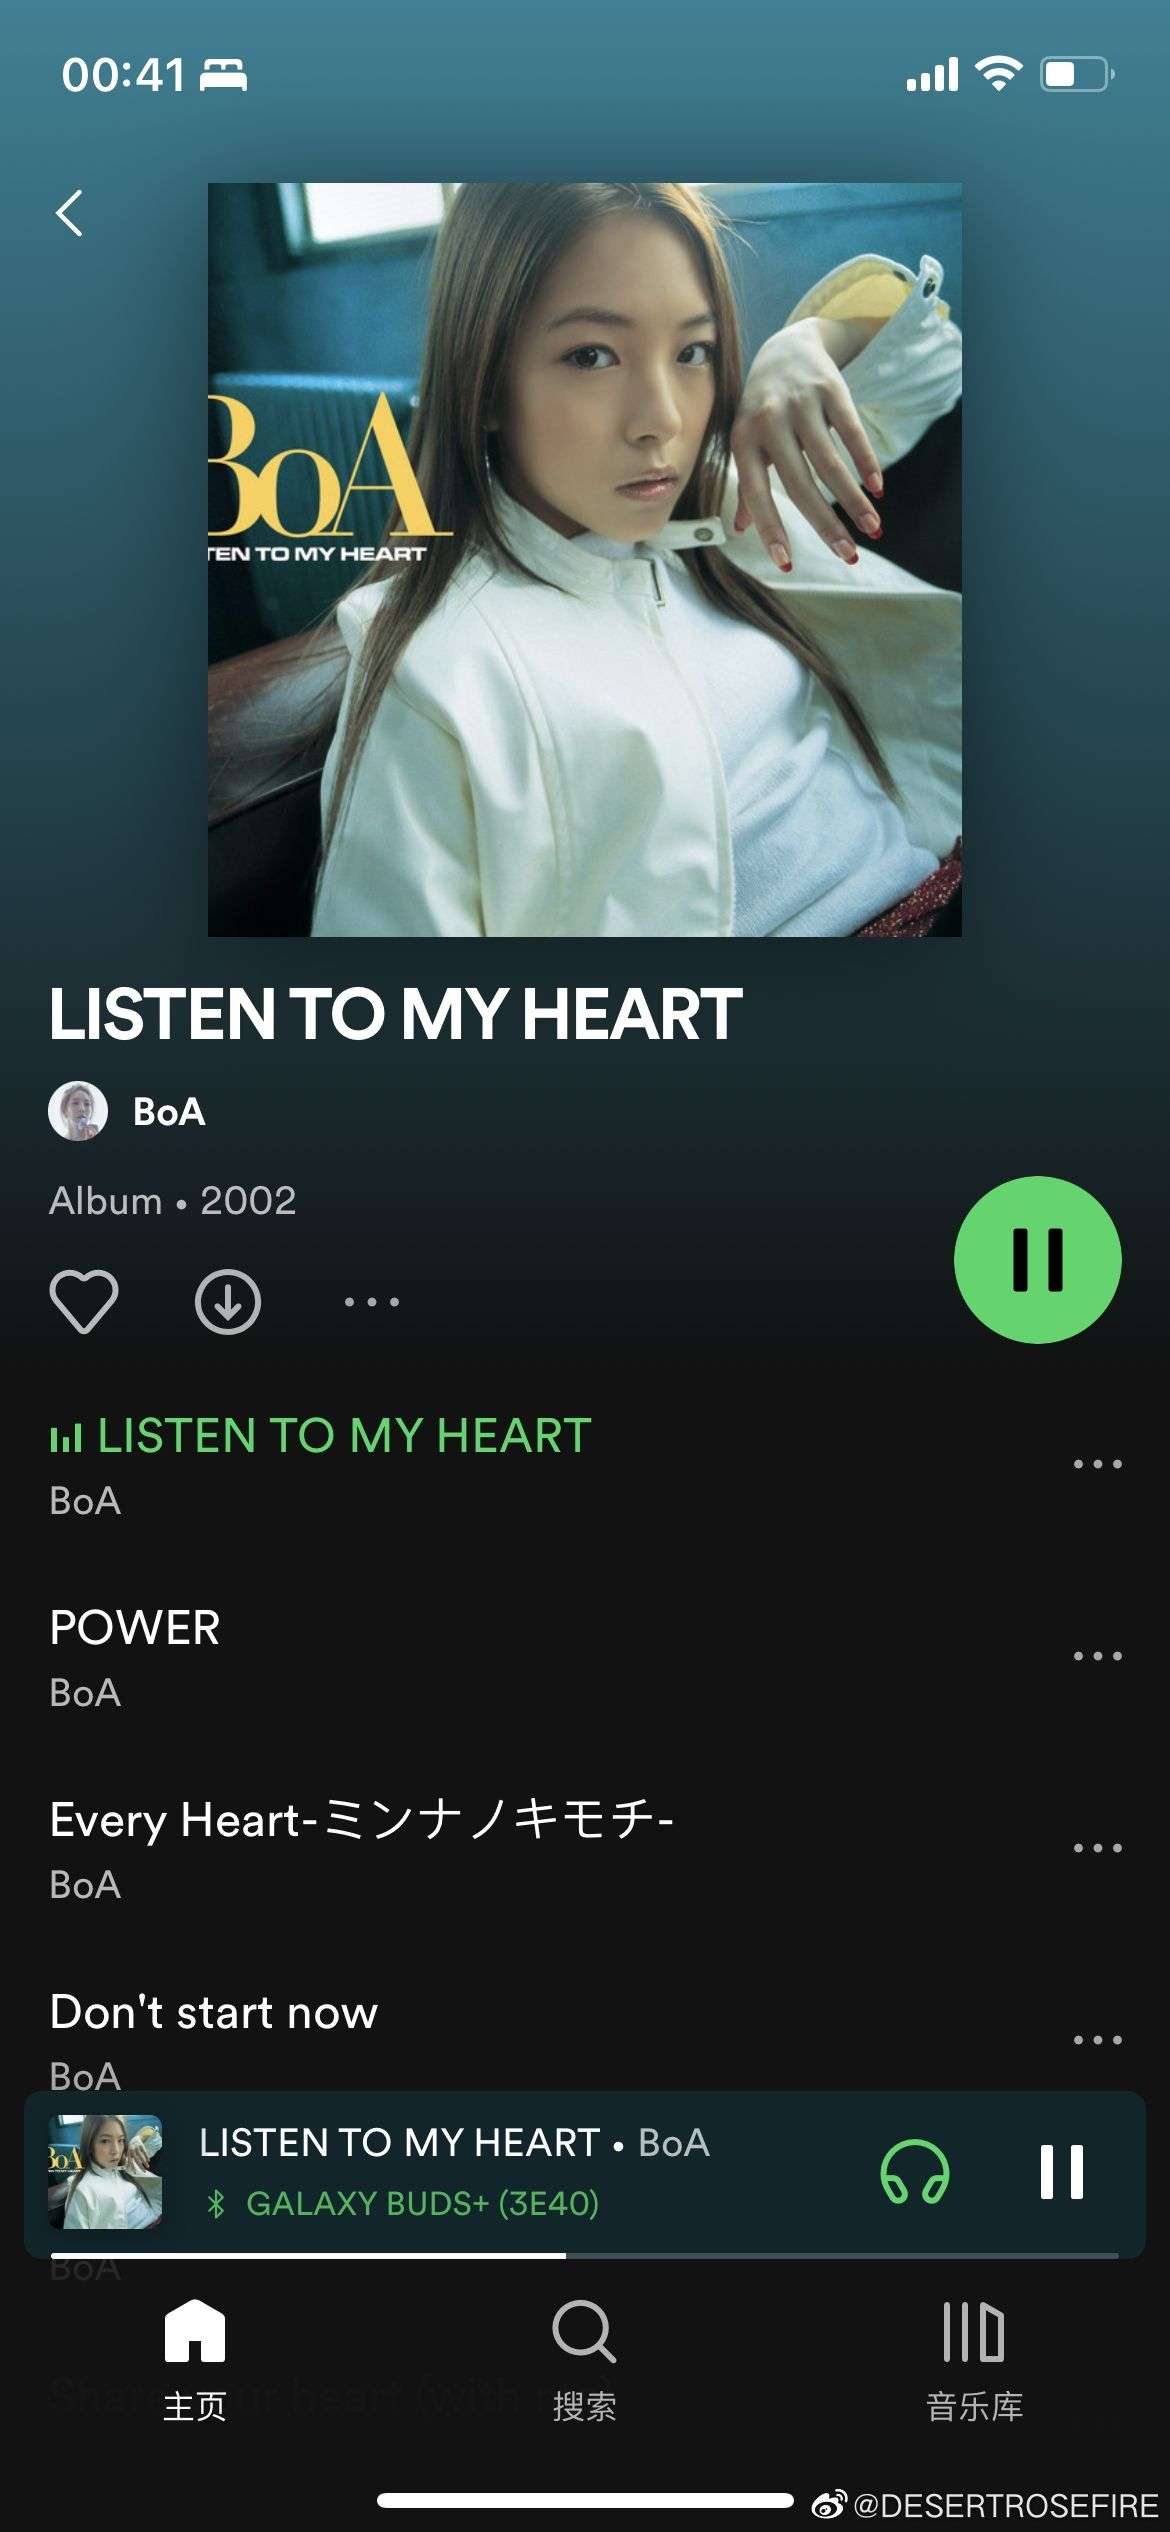 00:41
BoA
TEN TO MY HEART
LISTEN TO MY HEART
BoA
Album • 2002
LISTEN TO MY HEART
BoA
POWER
BoA
Every Heart-ミンナノキモチ-
BoA
Don't start now
BoA
BoA
LISTEN TO MY HEART • BoA
GALAXY BUDS+ (3E40)
BoA
主页
搜索
音乐库
@DESERTROSEFIRE